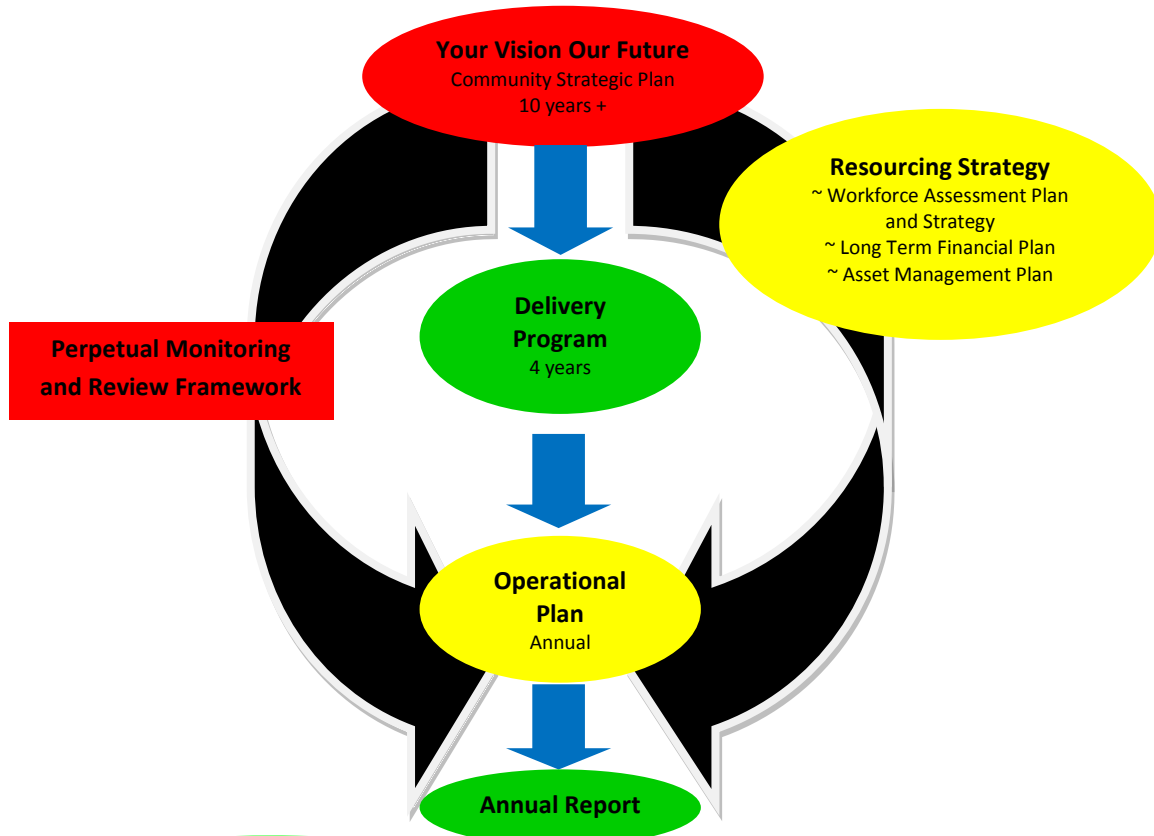 Your Vision Our Future
Community Strategic Plan
10 years +
Resourcing Strategy
~ Workforce Assessment Plan
and Strategy
~ Long Term Financial Plan
~ Asset Management Plan
Delivery
Program
4 years
Perpetual Monitoring
and Review Framework
Operational
Plan
Annual
Annual Report